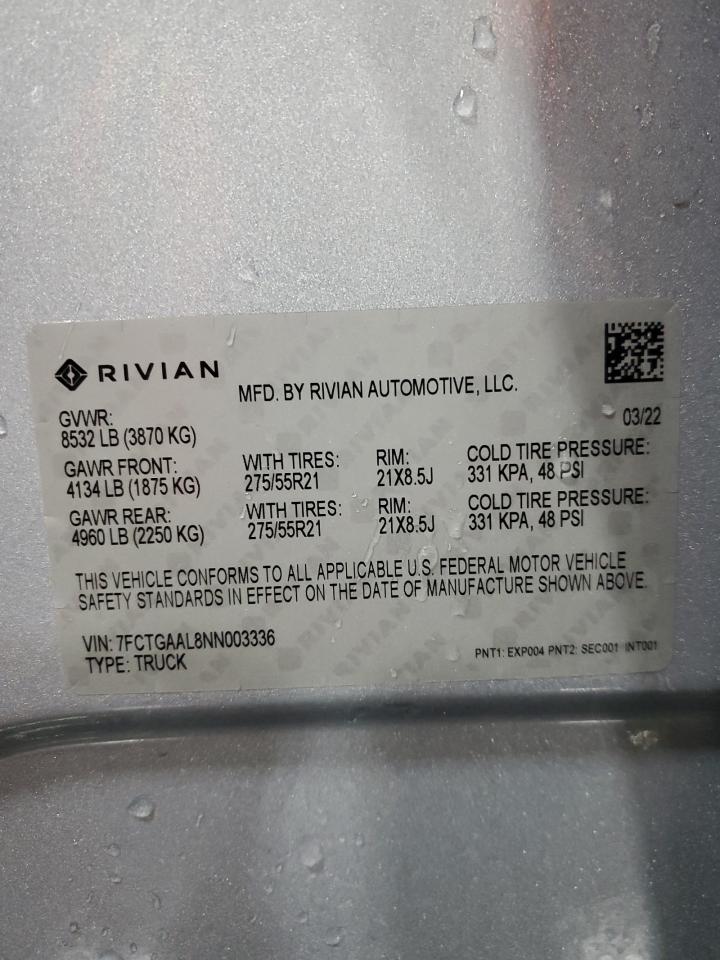 RIVIAN
MFD. BY RIVIAN AUTOMOTIVE, LLC.
03/22
GVWR:
8532 LB (3870 KG)
GAWR FRONT: WITH TIRES: RIM: COLD TIRE PRESSURE:
4134 LB (1875 KG) 275/55R21 21X8.5J 331 KPA, 48 PSI
GAWR REAR: WITH TIRES: RIM: COLD TIRE PRESSURE:
4960 LB (2250 KG) 275/55R21 21X8.5J 331 KPA, 48 PSI
THIS VEHICLE CONFORMS TO ALL APPLICABLE U.S. FEDERAL MOTOR VEHICLE
SAFETY STANDARDS IN EFFECT ON THE DATE OF MANUFACTURE SHOWN ABOVE.
VIN: 7FCTGAAL8NN003336
TYPE: TRUCK
PNT1: EXP004 PNT2: SEC001 INT001